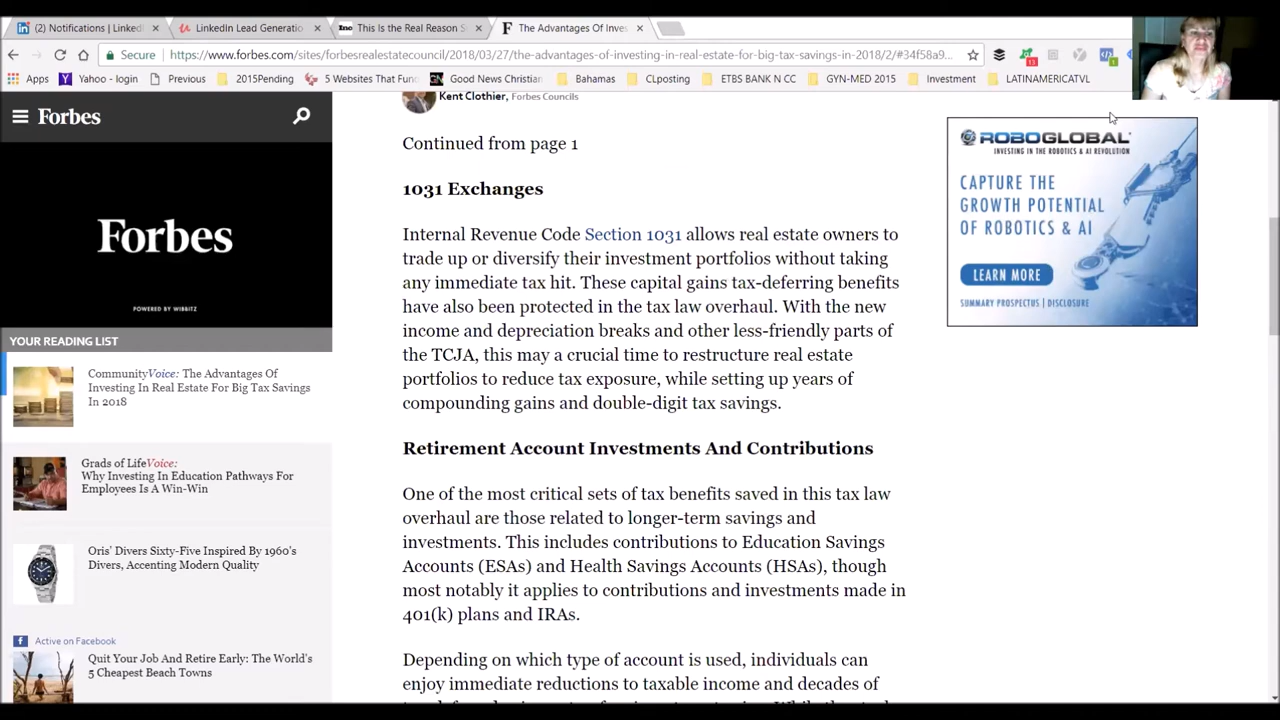 (2) Notifications | Linkedl
LinkedIn Lead Generatio
Inc.
This Is the Real Reason S
F
The Advantages Of Inves
Secure
https://www.forbes.com/sites/forbesrealestatecouncil/2018/03/27/the-advantages-of-investing-in-real-estate-for-big-tax-savings-in-2018/2/#34f58a9...
Apps
Yahoo - login
Previous
2015Pending
5 Websites That Fun
Good News Christian
Bahamas
CLposting
ETBS BANK N CC
GYN-MED 2015
Investment
LATINAMERICATVL
Forbes
Forbes
POWERED BY WIBBITZ
YOUR READING LIST
CommunityVoice: The Advantages Of
Investing In Real Estate For Big Tax Savings
In 2018
Grads of LifeVoice:
Why Investing In Education Pathways For
Employees Is A Win-Win
Oris' Divers Sixty-Five Inspired By 1960's
Divers, Accenting Modern Quality
Active on Facebook
Quit Your Job And Retire Early: The World's
5 Cheapest Beach Towns
Kent Clothier, Forbes Councils
Continued from page 1
1031 Exchanges
Internal Revenue Code Section 1031 allows real estate owners to
trade up or diversify their investment portfolios without taking
any immediate tax hit. These capital gains tax-deferring benefits
have also been protected in the tax law overhaul. With the new
income and depreciation breaks and other less-friendly parts of
the TCJA, this may a crucial time to restructure real estate
portfolios to reduce tax exposure, while setting up years of
compounding gains and double-digit tax savings.
Retirement Account Investments And Contributions
One of the most critical sets of tax benefits saved in this tax law
overhaul are those related to longer-term savings and
investments. This includes contributions to Education Savings
Accounts (ESAs) and Health Savings Accounts (HSAs), though
most notably it applies to contributions and investments made in
401(k) plans and IRAs.
Depending on which type of account is used, individuals can
enjoy immediate reductions to taxable income and decades of
ROBOGLOBAL
INVESTING IN THE ROBOTICS & AI REVOLUTION
CAPTURE THE
GROWTH POTENTIAL
OF ROBOTICS & AI
LEARN MORE
SUMMARY PROSPECTUS | DISCLOSURE